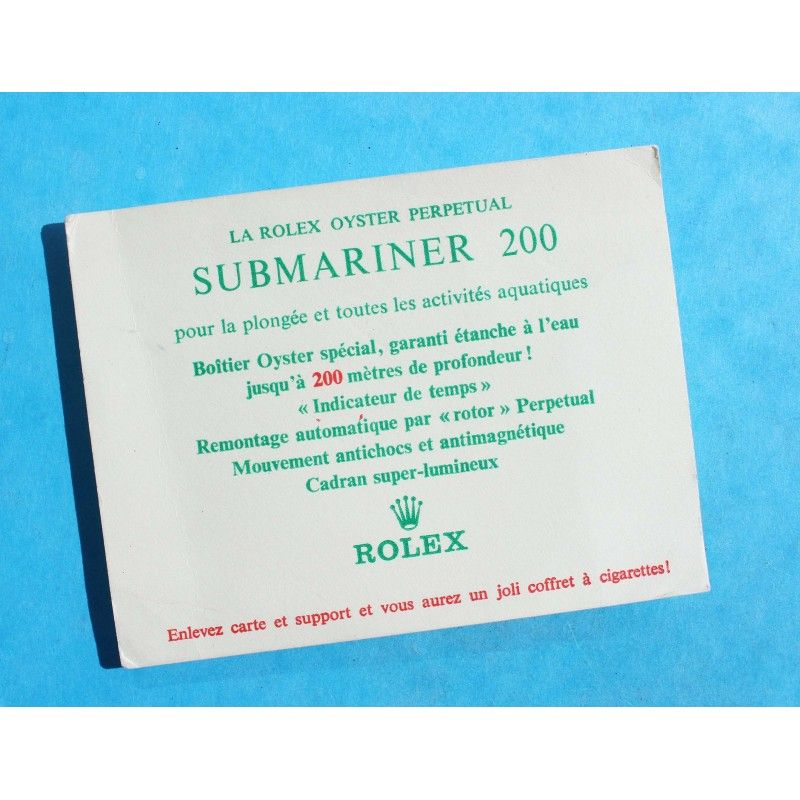 LA ROLEX OYSTER PERPETUAL
SUBMARINER 200
pour la plongée et toutes les activités aquatiques
Boîtier Oyster spécial, garanti étanche à l'eau
jusqu'à 200 mètres de profondeur !
« Indicateur de temps »
Remontage automatique par « rotor » Perpetual
Mouvement antichocs et antimagnétique
Cadran super-lumineux
ROLEX
Enlevez carte et support et vous aurez un joli coffret à cigarettes!